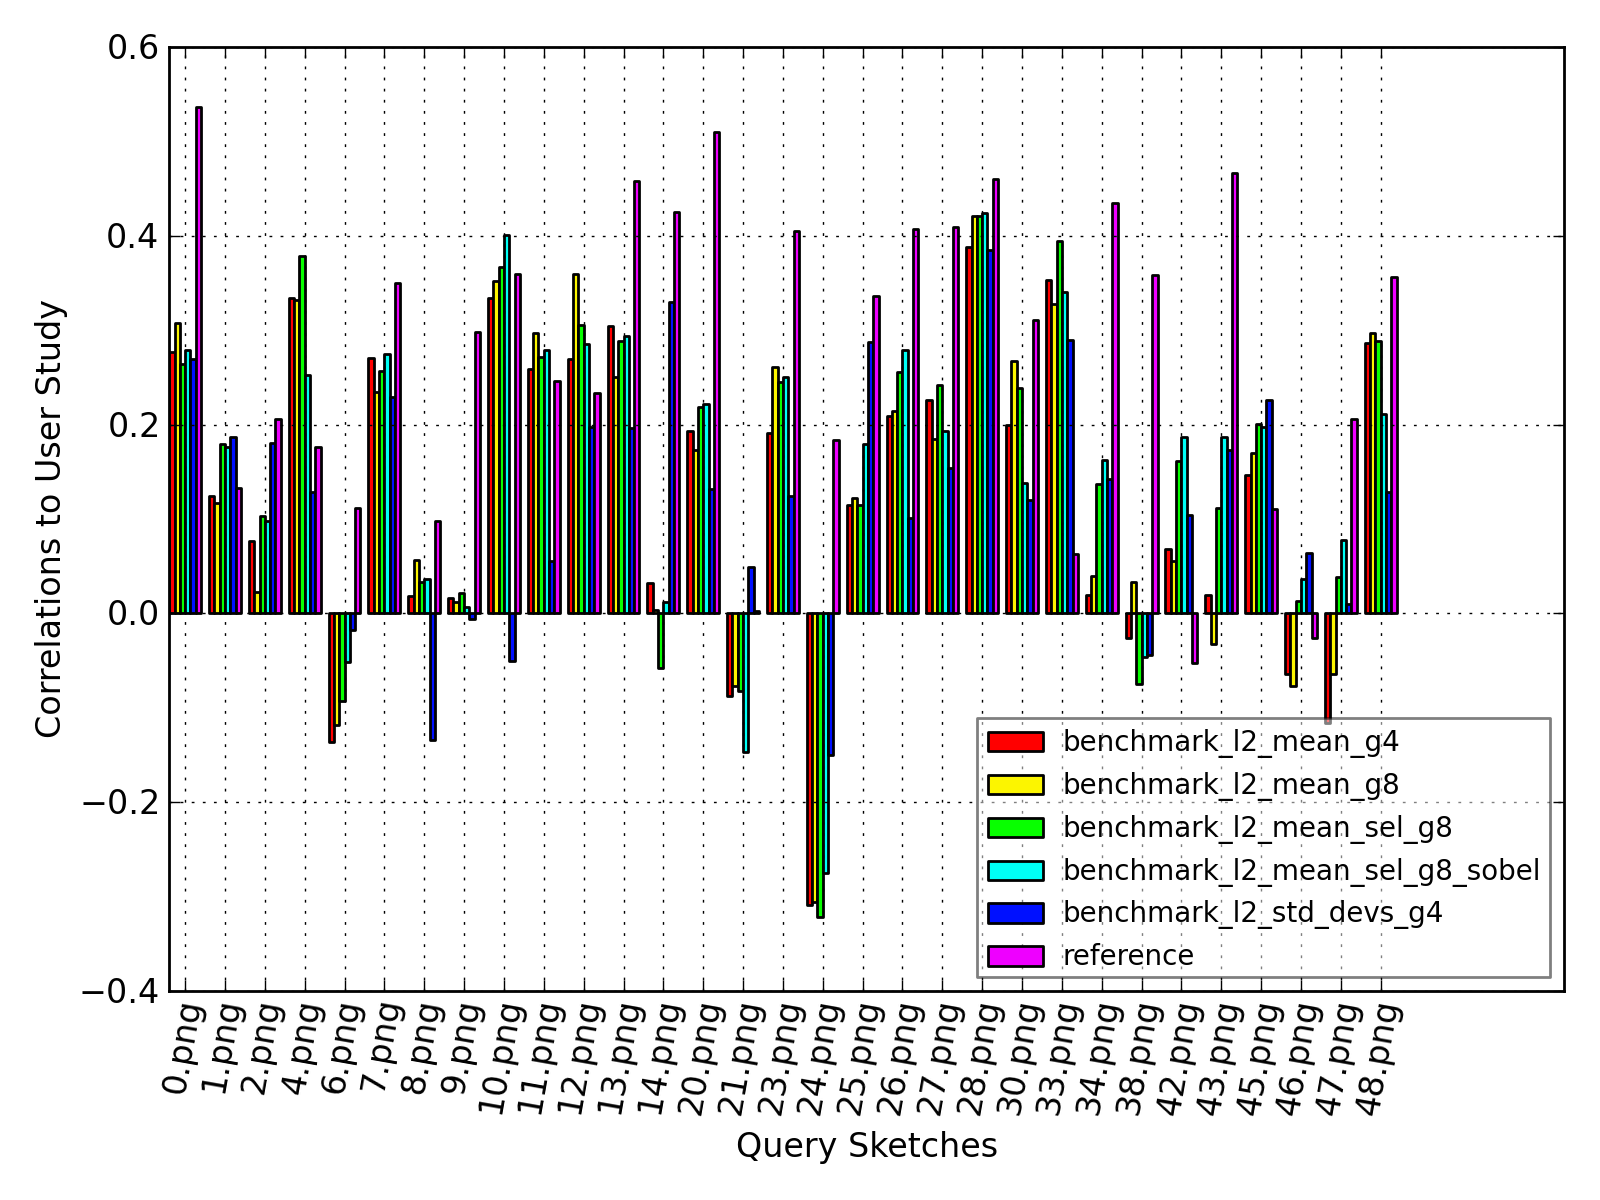 0.6
0.4
0.2
0.0
−0.2
−0.4
Correlations to User Study
benchmark_l2_mean_g4
benchmark_l2_mean_g8
benchmark_l2_mean_sel_g8
benchmark_l2_mean_sel_g8_sobel
benchmark_l2_std_devs_g4
reference
0.png
1.png
2.png
4.png
6.png
7.png
8.png
9.png
10.png
11.png
12.png
13.png
14.png
20.png
21.png
23.png
24.png
25.png
26.png
27.png
28.png
30.png
33.png
34.png
38.png
42.png
43.png
45.png
46.png
47.png
48.png
Query Sketches